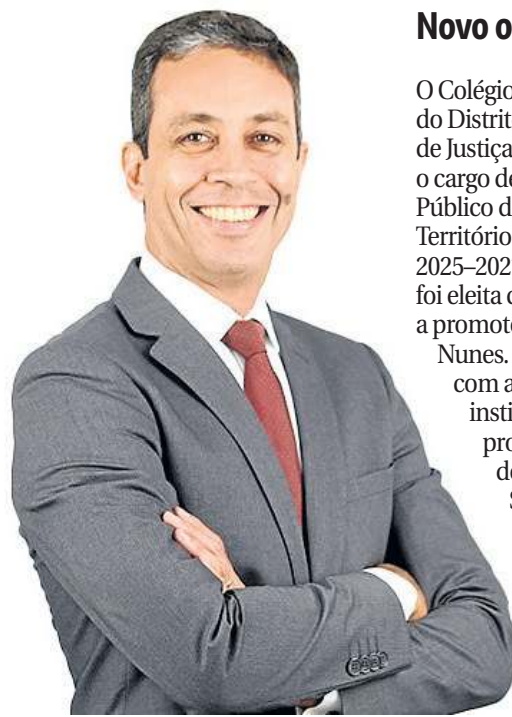 Novo o
O Colégio
do Distrit
de Justiça
o cargo de
Público d
Território
2025–202
foi eleita
a promoto
Nunes.
com a
insti
pro
de
S